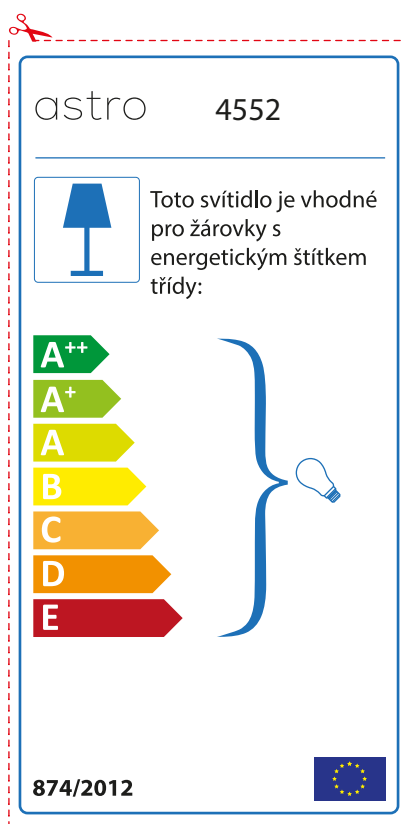 astro 4552
Toto svítidlo je vhodné
pro žárovky s
energetickým štítkem
třídy:
A++
A+
A
B
C
D
E
874/2012